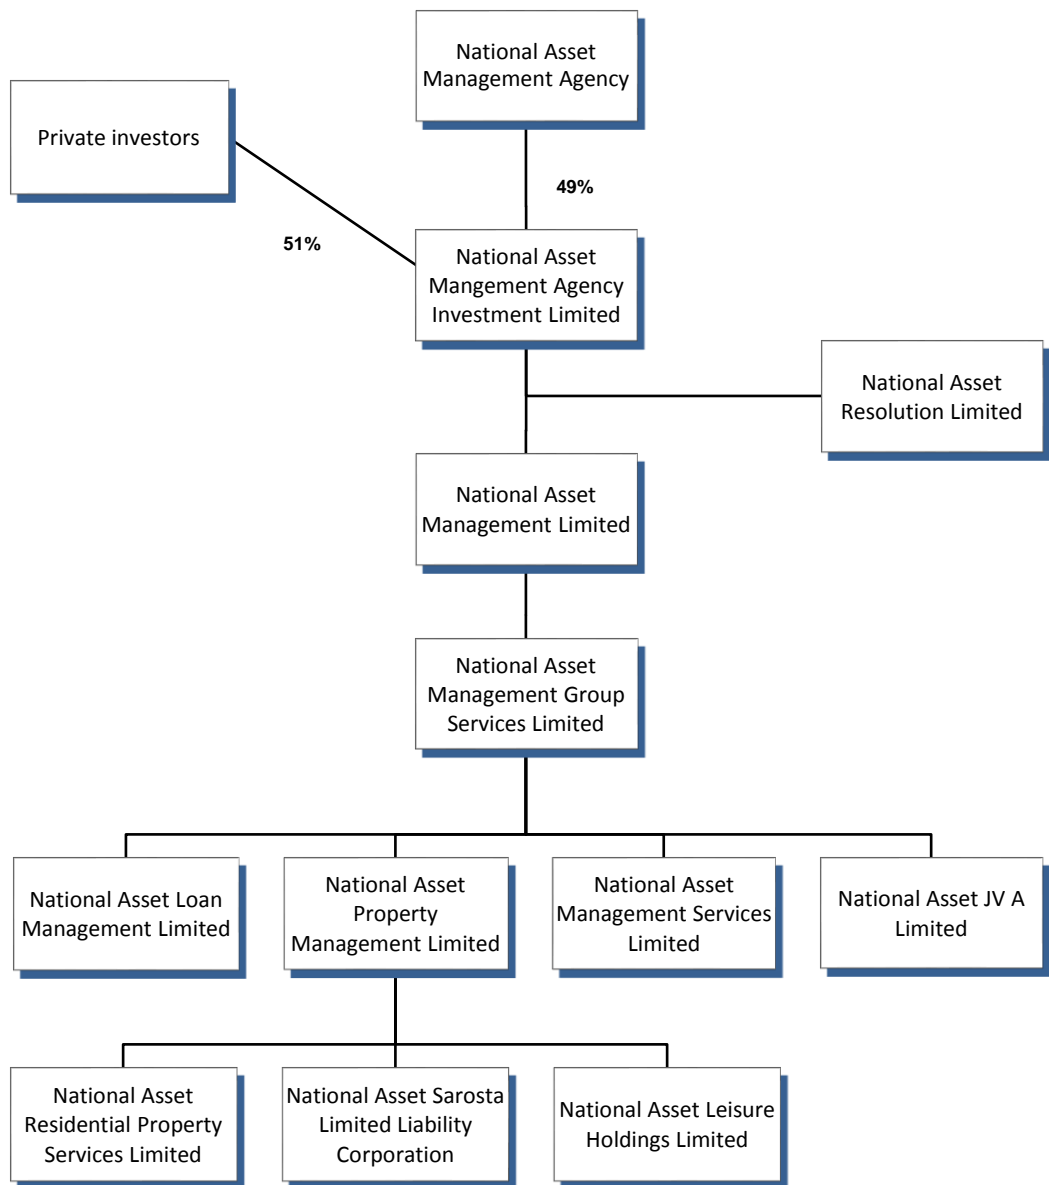 National Asset
Management Agency
Private investors
49%
51%
National Asset
Mangement Agency
Investment Limited
National Asset
Resolution Limited
National Asset
Management Limited
National Asset
Management Group
Services Limited
National Asset Loan
Management Limited
National Asset
Property
Management Limited
National Asset
Management Services
Limited
National Asset JV A
Limited
National Asset
Residential Property
Services Limited
National Asset Sarosta
Limited Liability
Corporation
National Asset Leisure
Holdings Limited